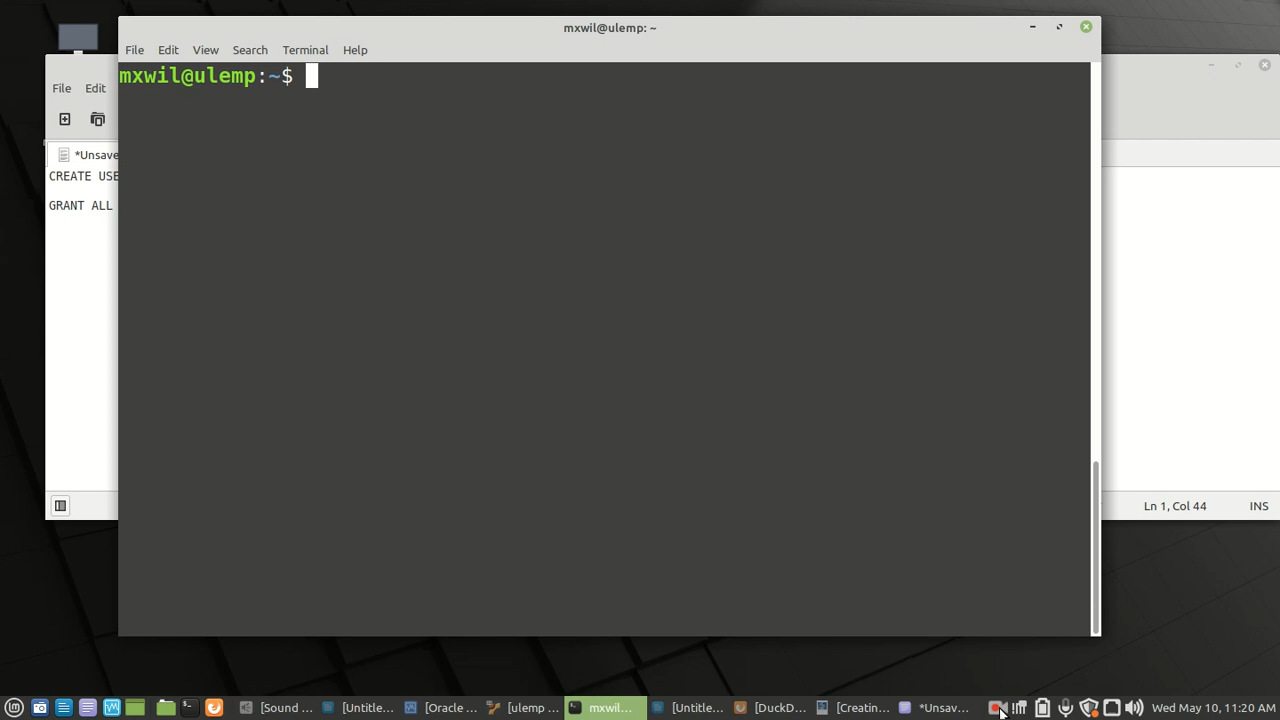 mxwil@ulemp: ~
File Edit View Search Terminal Help
mxwil@ulemp:~$
File Edit
*Unsave
CREATE USE
GRANT ALL
Ln 1, Col 44 INS
[Sound ... [Untitle... [Oracle ... [ulemp ... mxwil... [Untitle... [DuckD... [Creatin... *Unsav... Wed May 10, 11:20 AM